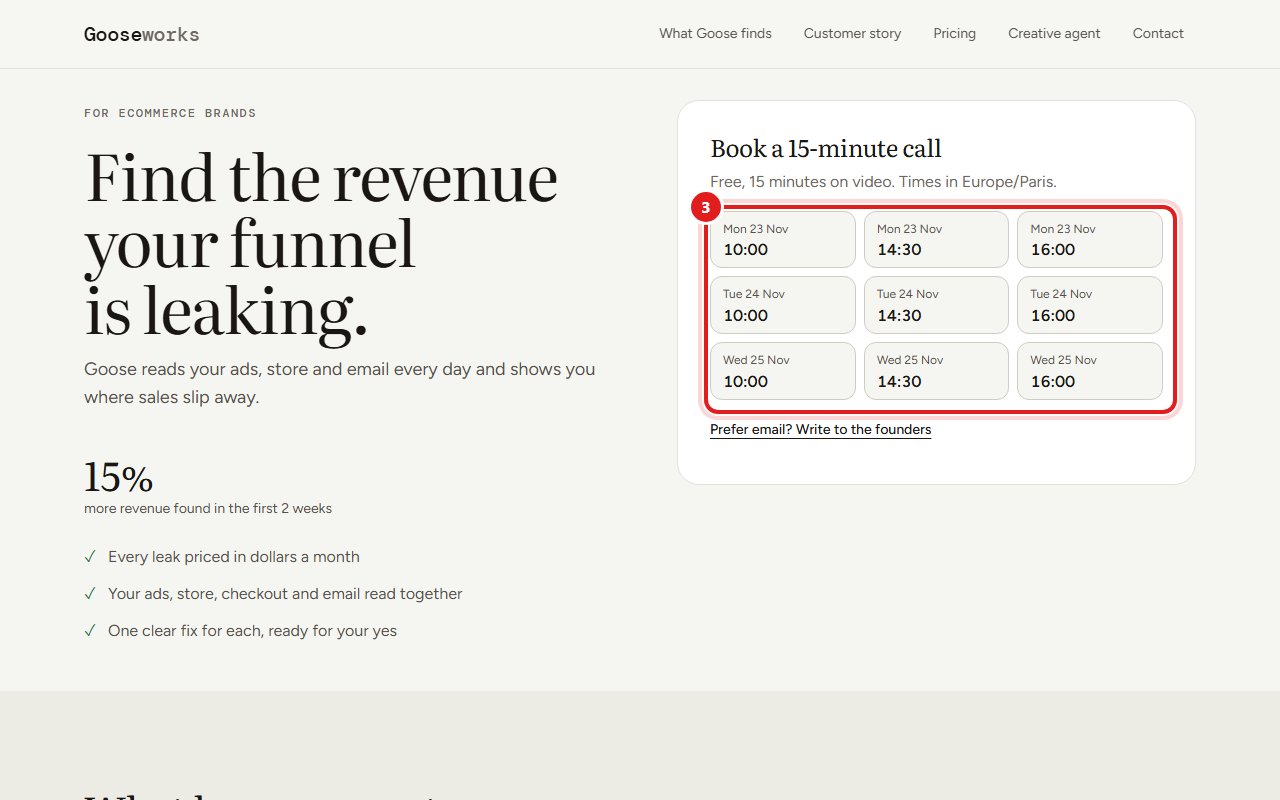 Gooseworks
What Goose finds
Customer story
Pricing
Creative agent
Contact
FOR ECOMMERCE BRANDS
Find the revenue
your funnel
is leaking.
Goose reads your ads, store and email every day and shows you
where sales slip away.
15%
more revenue found in the first 2 weeks
✓ Every leak priced in dollars a month
✓ Your ads, store, checkout and email read together
✓ One clear fix for each, ready for your yes
Book a 15-minute call
Free, 15 minutes on video. Times in Europe/Paris.
3
Mon 23 Nov
10:00
Mon 23 Nov
14:30
Mon 23 Nov
16:00
Tue 24 Nov
10:00
Tue 24 Nov
14:30
Tue 24 Nov
16:00
Wed 25 Nov
10:00
Wed 25 Nov
14:30
Wed 25 Nov
16:00
Prefer email? Write to the founders